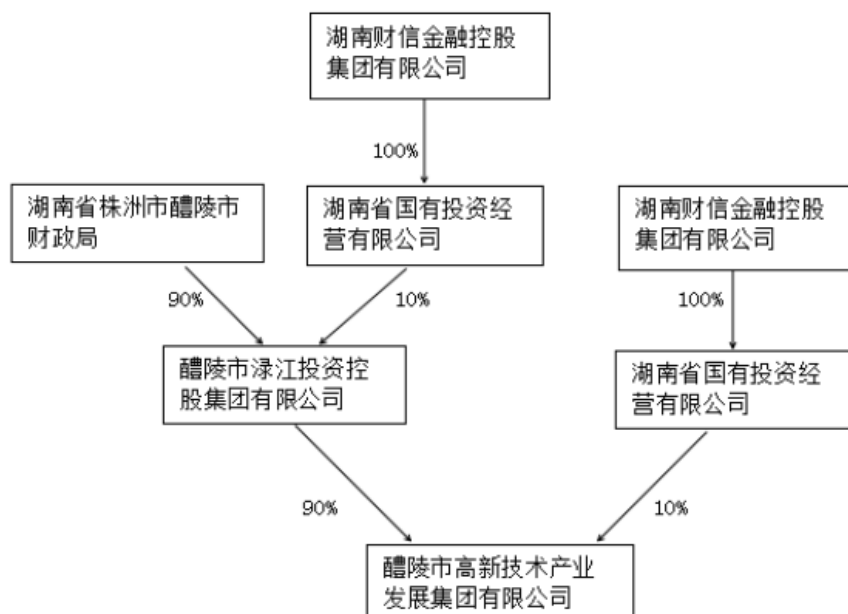 湖南财信金融控股
集团有限公司
100%
湖南省株洲市醴陵市
财政局
湖南省国有投资经
营有限公司
湖南财信金融控股
集团有限公司
90%
10%
100%
醴陵市渌江投资控
股集团有限公司
湖南省国有投资经
营有限公司
90%
10%
醴陵市高新技术产业
发展集团有限公司